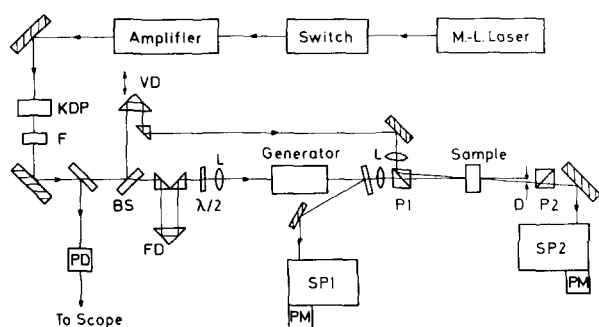 Amplifier
Switch
M.-L. Laser
KDP
VD
F
L
Generator
L
Sample
BS
λ/2
P1
D
P2
FD
PD
SP1
SP2
PM
PM
To Scope